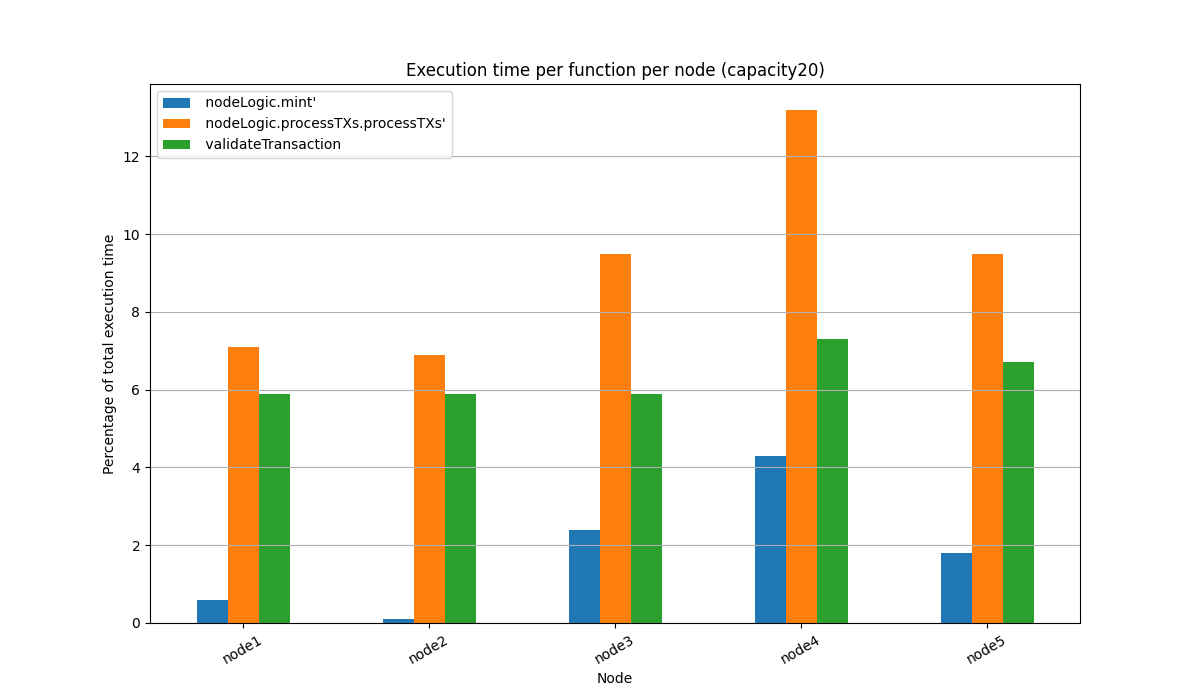 Execution time per function per node (capacity20)
nodeLogic.mint'
nodeLogic.processTXs.processTXs'
validateTransaction
Percentage of total execution time
12
10
8
6
4
2
0
node1
node2
node3
node4
node5
Node